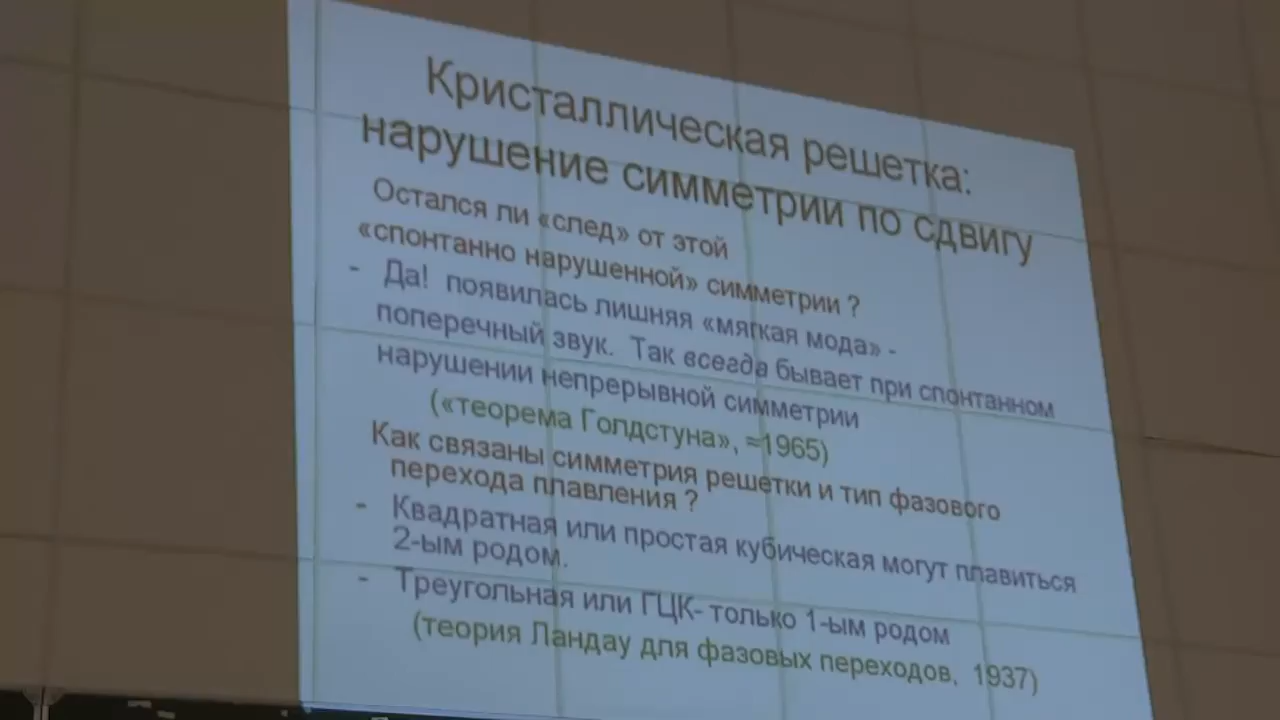 Кристаллическая решетка:
нарушение симметрии по сдвигу
Остался ли «след» от этой
«спонтанно нарушенной» симметрии ?
- Да! появилась лишняя «мягкая мода» -
поперечный звук. Так всегда бывает при спонтанном
нарушении непрерывной симметрии
(«теорема Голдстуна», ≈1965)
Как связаны симметрия решетки и тип фазового
перехода плавления ?
- Квадратная или простая кубическая могут плавиться
2-ым родом.
- Треугольная или ГЦК- только 1-ым родом
(теория Ландау для фазовых переходов, 1937)